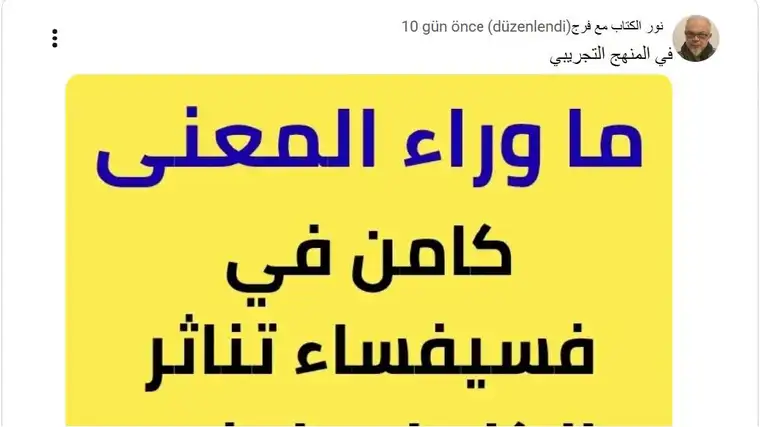 نور الكتاب مع فرج 10 gün önce (düzenlendi)
في المنهج التجريبي
ما وراء المعنى
كامن في
فسيفساء تناثر